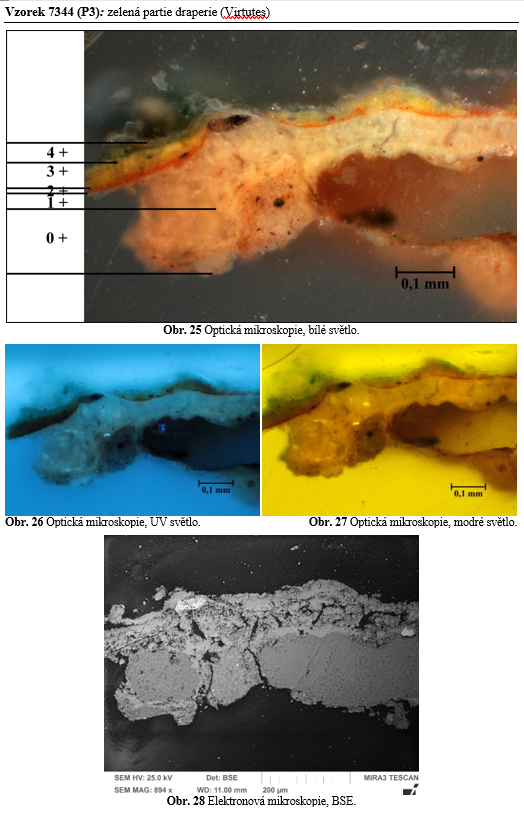 Vzorek 7344 (P3): zelená partie draperie (Virtutes)
4 +
3 +
2 +
1 +
0 +
0,1 mm
Obr. 25 Optická mikroskopie, bílé světlo.
0,1 mm
0,1 mm
Obr. 26 Optická mikroskopie, UV světlo.
Obr. 27 Optická mikroskopie, modré světlo.
SEM HV: 25.0 kV Det: BSE MIRA3 TESCAN
SEM MAG: 894 x WD: 11.00 mm 200 µm
Obr. 28 Elektronová mikroskopie, BSE.